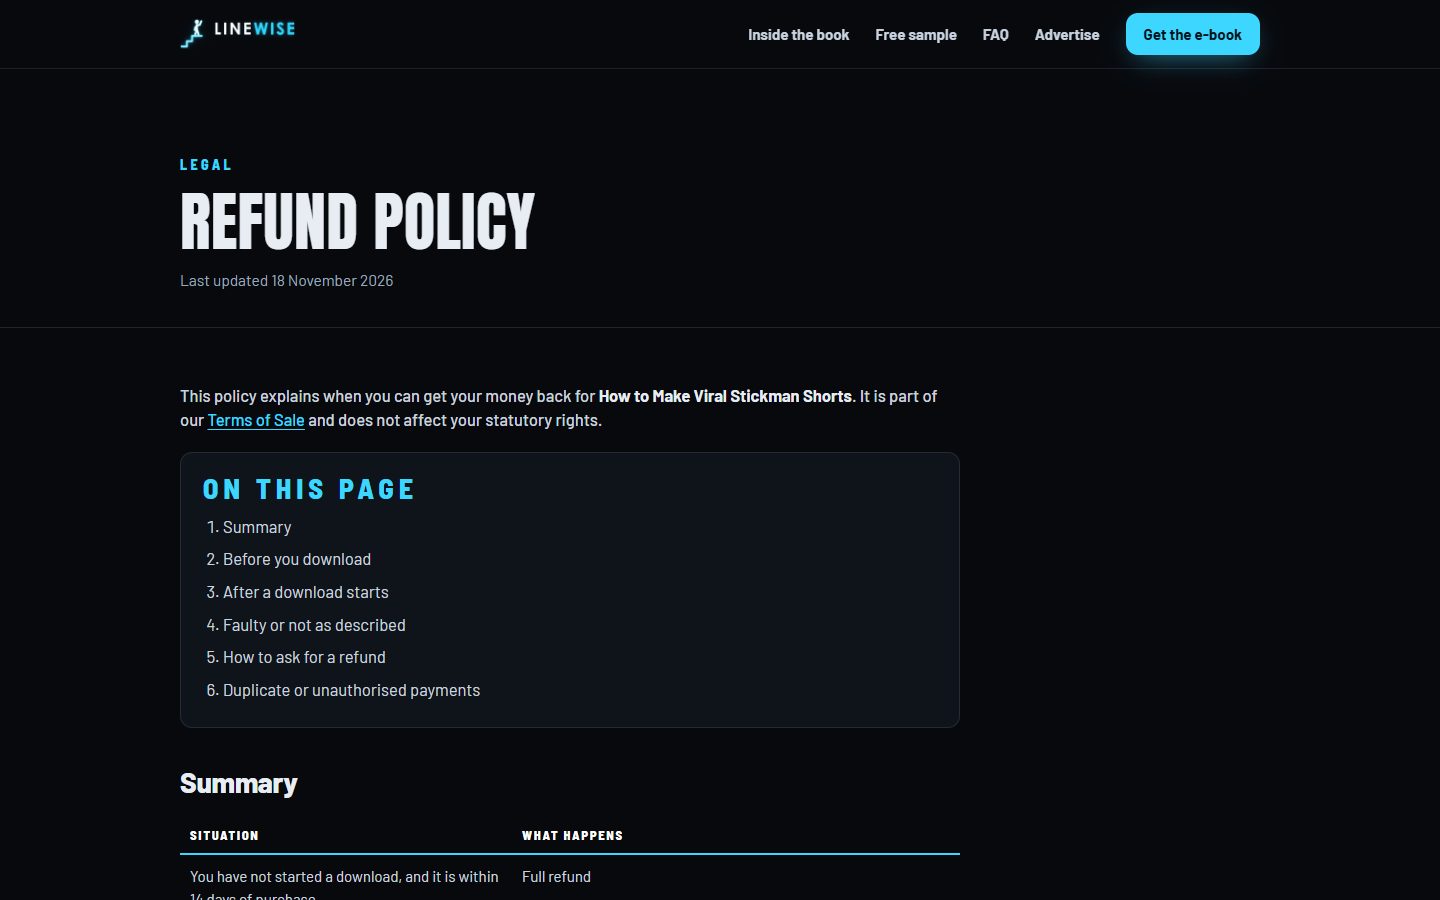 LINEWISE
Inside the book
Free sample
FAQ
Advertise
Get the e-book
LEGAL
REFUND POLICY
Last updated 18 November 2026
This policy explains when you can get your money back for How to Make Viral Stickman Shorts. It is part of
our Terms of Sale and does not affect your statutory rights.
ON THIS PAGE
1. Summary
2. Before you download
3. After a download starts
4. Faulty or not as described
5. How to ask for a refund
6. Duplicate or unauthorised payments
Summary
SITUATION
WHAT HAPPENS
You have not started a download, and it is within
Full refund
14 days of purchase